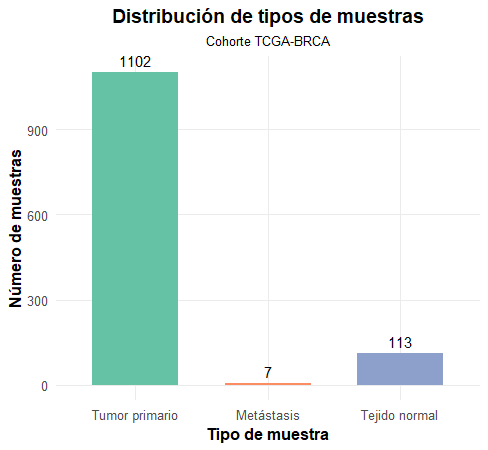 Distribución de tipos de muestras
Cohorte TCGA-BRCA
Número de muestras
1102
900
600
300
0
7
113
Tumor primario
Metástasis
Tejido normal
Tipo de muestra